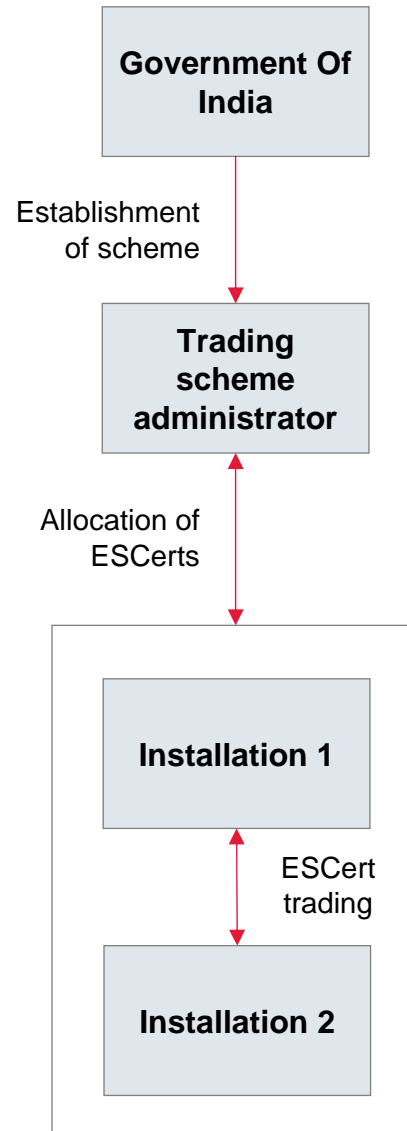 Government Of
India
Establishment
of scheme
Trading
scheme
administrator
Allocation of
ESCerts
Installation 1
ESCert
trading
Installation 2